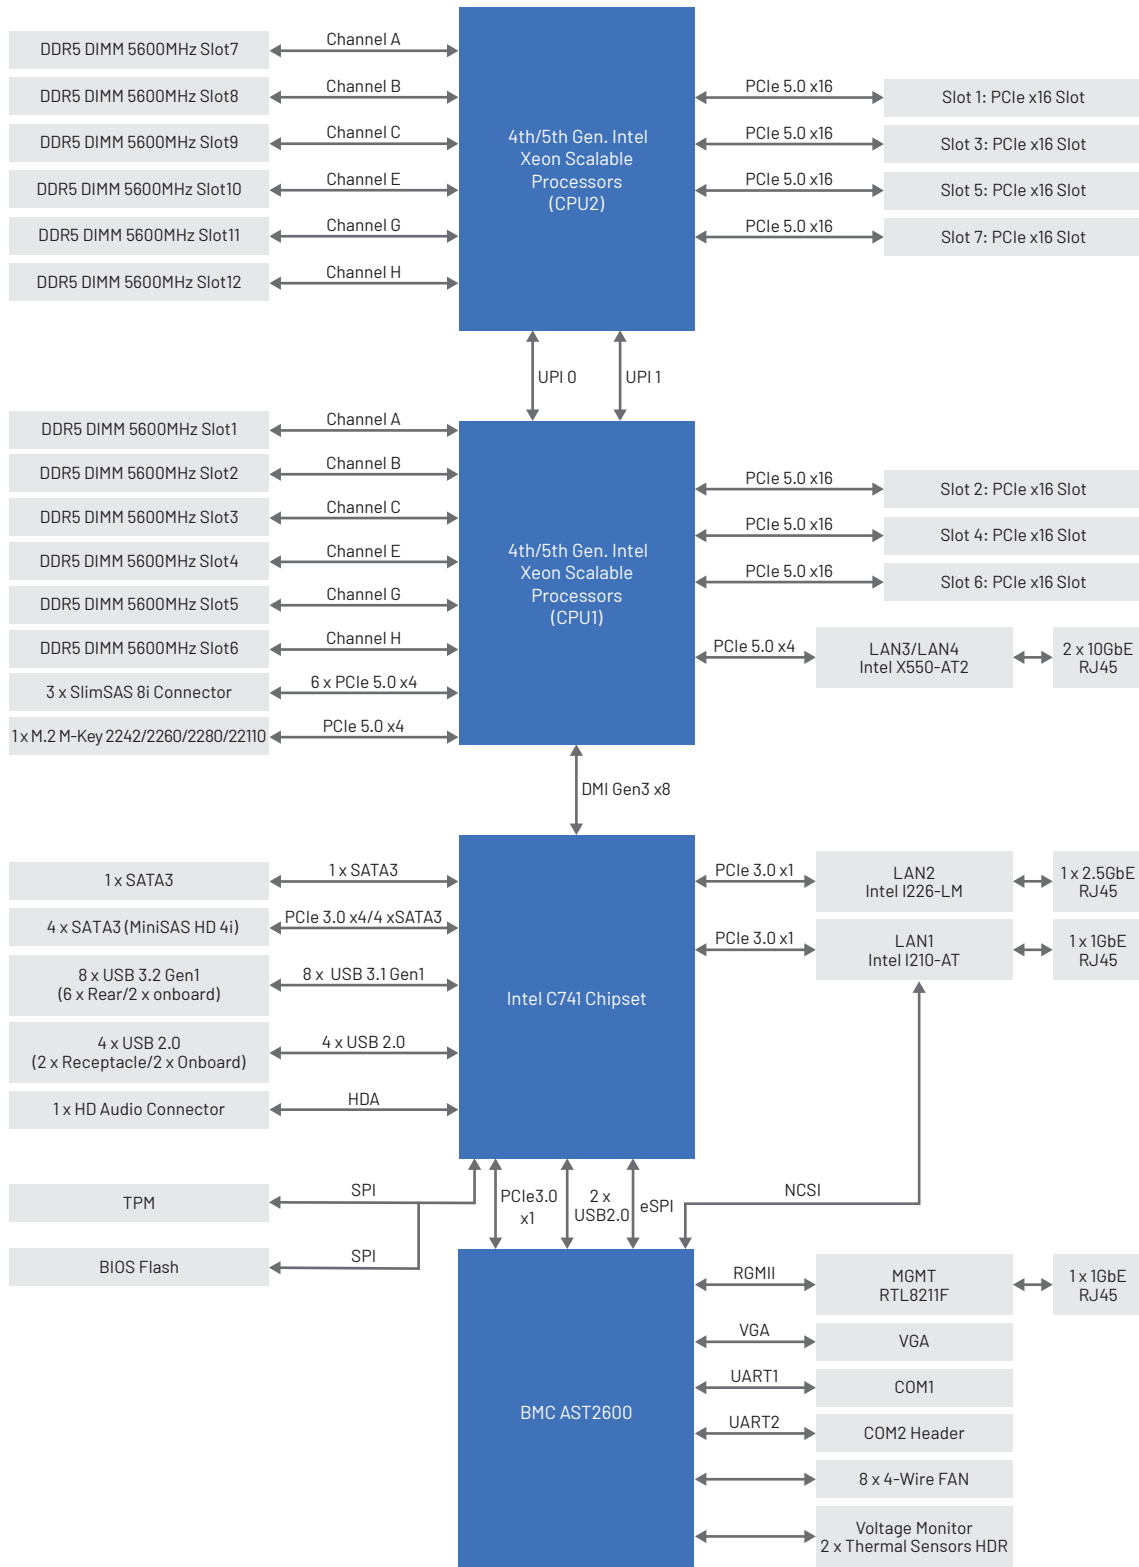 DDR5 DIMM 5600MHz Slot7
Channel A
DDR5 DIMM 5600MHz Slot8
Channel B
DDR5 DIMM 5600MHz Slot9
Channel C
DDR5 DIMM 5600MHz Slot10
Channel E
DDR5 DIMM 5600MHz Slot11
Channel G
DDR5 DIMM 5600MHz Slot12
Channel H
4th/5th Gen. Intel
Xeon Scalable
Processors
(CPU2)
PCIe 5.0 x16
Slot 1: PCIe x16 Slot
PCIe 5.0 x16
Slot 3: PCIe x16 Slot
PCIe 5.0 x16
Slot 5: PCIe x16 Slot
PCIe 5.0 x16
Slot 7: PCIe x16 Slot
UPI 0
UPI 1
DDR5 DIMM 5600MHz Slot1
Channel A
DDR5 DIMM 5600MHz Slot2
Channel B
DDR5 DIMM 5600MHz Slot3
Channel C
DDR5 DIMM 5600MHz Slot4
Channel E
DDR5 DIMM 5600MHz Slot5
Channel G
DDR5 DIMM 5600MHz Slot6
Channel H
3 x SlimSAS 8i Connector
6 x PCIe 5.0 x4
1 x M.2 M-Key 2242/2260/2280/22110
PCIe 5.0 x4
4th/5th Gen. Intel
Xeon Scalable
Processors
(CPU1)
PCIe 5.0 x16
Slot 2: PCIe x16 Slot
PCIe 5.0 x16
Slot 4: PCIe x16 Slot
PCIe 5.0 x16
Slot 6: PCIe x16 Slot
PCIe 5.0 x4
LAN3/LAN4
Intel X550-AT2
2 x 10GbE
RJ45
DMI Gen3 x8
1 x SATA3
1 x SATA3
4 x SATA3 (MiniSAS HD 4i)
PCIe 3.0 x4/4 xSATA3
8 x USB 3.2 Gen1
(6 x Rear/2 x onboard)
8 x USB 3.1 Gen1
4 x USB 2.0
(2 x Receptacle/2 x Onboard)
4 x USB 2.0
1 x HD Audio Connector
HDA
Intel C741 Chipset
PCIe 3.0 x1
LAN2
Intel I226-LM
1 x 2.5GbE
RJ45
PCIe 3.0 x1
LAN1
Intel I210-AT
1 x 1GbE
RJ45
TPM
SPI
BIOS Flash
SPI
PCIe3.0
x1
2 x
USB2.0
eSPI
NCSI
BMC AST2600
RGMII
MGMT
RTL8211F
1 x 1GbE
RJ45
VGA
VGA
UART1
COM1
UART2
COM2 Header
8 x 4-Wire FAN
Voltage Monitor
2 x Thermal Sensors HDR